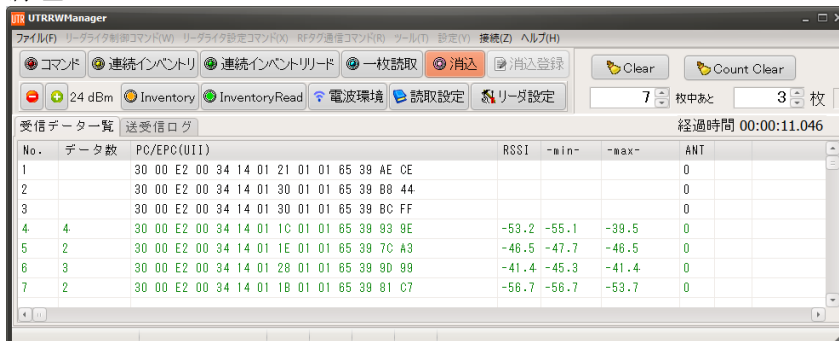 UTR UTRRWManager
ファイル(F) リーダライタ制御コマンド(W) リーダライタ設定コマンド(X) RFタグ通信コマンド(R) ツール(T) 設定(Y) 接続(Z) ヘルプ(H)
コマンド 連続インベントリ 連続インベントリリード 一枚読取 消込 消込登録 Clear Count Clear
24 dBm Inventory InventoryRead 電波環境 読取設定 リーダ設定 7 枚中あと 3 枚
受信データ一覧 送受信ログ 経過時間 00:00:11.046
No. データ数 PC/EPC(UII) RSSI -min- -max- ANT
1 30 00 E2 00 34 14 01 21 01 01 65 39 AE CE 0
2 30 00 E2 00 34 14 01 30 01 01 65 39 B8 44 0
3 30 00 E2 00 34 14 01 30 01 01 65 39 BC FF 0
4 4 30 00 E2 00 34 14 01 1C 01 01 65 39 93 9E -53.2 -55.1 -39.5 0
5 2 30 00 E2 00 34 14 01 1E 01 01 65 39 7C A3 -46.5 -47.7 -46.5 0
6 3 30 00 E2 00 34 14 01 28 01 01 65 39 9D 99 -41.4 -45.3 -41.4 0
7 2 30 00 E2 00 34 14 01 1B 01 01 65 39 81 C7 -56.7 -56.7 -53.7 0